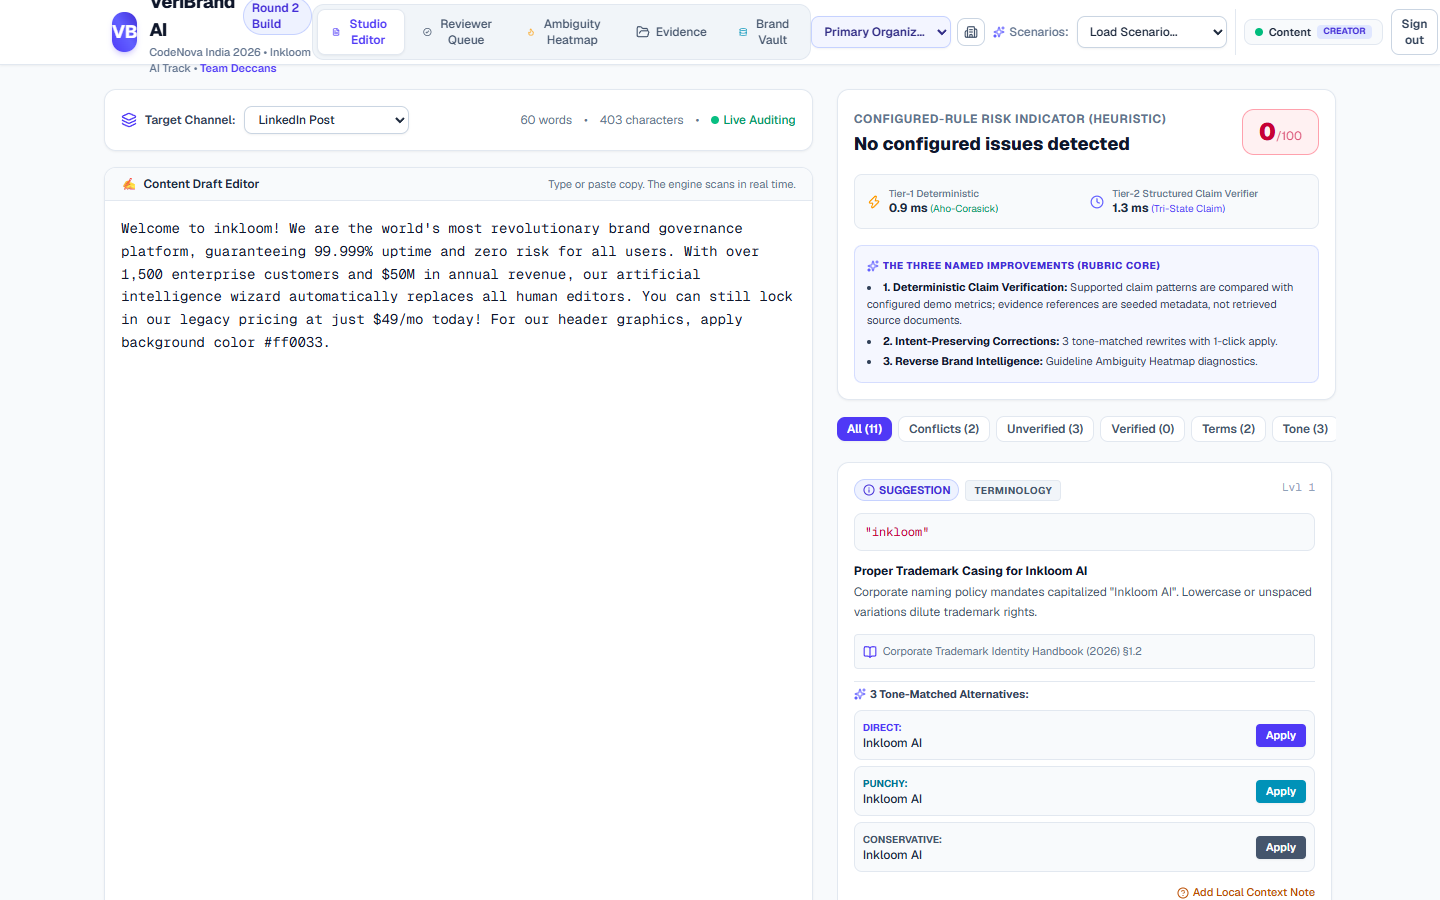 VB
VeriBrand
AI
CodeNova India 2026 • Inkloom
AI Track • Team Deccans
Round 2
Build
Studio
Editor
Reviewer
Queue
Ambiguity
Heatmap
Evidence
Brand
Vault
Primary Organiz...
Scenarios:
Load Scenario...
Content CREATOR
Sign
out
Target Channel:
LinkedIn Post
60 words • 403 characters • Live Auditing
Content Draft Editor
Type or paste copy. The engine scans in real time.
Welcome to inkloom! We are the world's most revolutionary brand governance
platform, guaranteeing 99.999% uptime and zero risk for all users. With over
1,500 enterprise customers and $50M in annual revenue, our artificial
intelligence wizard automatically replaces all human editors. You can still lock
in our legacy pricing at just $49/mo today! For our header graphics, apply
background color #ff0033.
CONFIGURED-RULE RISK INDICATOR (HEURISTIC)
No configured issues detected
0/100
Tier-1 Deterministic
0.9 ms (Aho-Corasick)
Tier-2 Structured Claim Verifier
1.3 ms (Tri-State Claim)
THE THREE NAMED IMPROVEMENTS (RUBRIC CORE)
• 1. Deterministic Claim Verification: Supported claim patterns are compared with
configured demo metrics; evidence references are seeded metadata, not retrieved
source documents.
• 2. Intent-Preserving Corrections: 3 tone-matched rewrites with 1-click apply.
• 3. Reverse Brand Intelligence: Guideline Ambiguity Heatmap diagnostics.
All (11)
Conflicts (2)
Unverified (3)
Verified (0)
Terms (2)
Tone (3)
SUGGESTION
TERMINOLOGY
Lvl 1
"inkloom"
Proper Trademark Casing for Inkloom AI
Corporate naming policy mandates capitalized "Inkloom AI". Lowercase or unspaced
variations dilute trademark rights.
Corporate Trademark Identity Handbook (2026) §1.2
3 Tone-Matched Alternatives:
DIRECT:
Inkloom AI
Apply
PUNCHY:
Inkloom AI
Apply
CONSERVATIVE:
Inkloom AI
Apply
Add Local Context Note